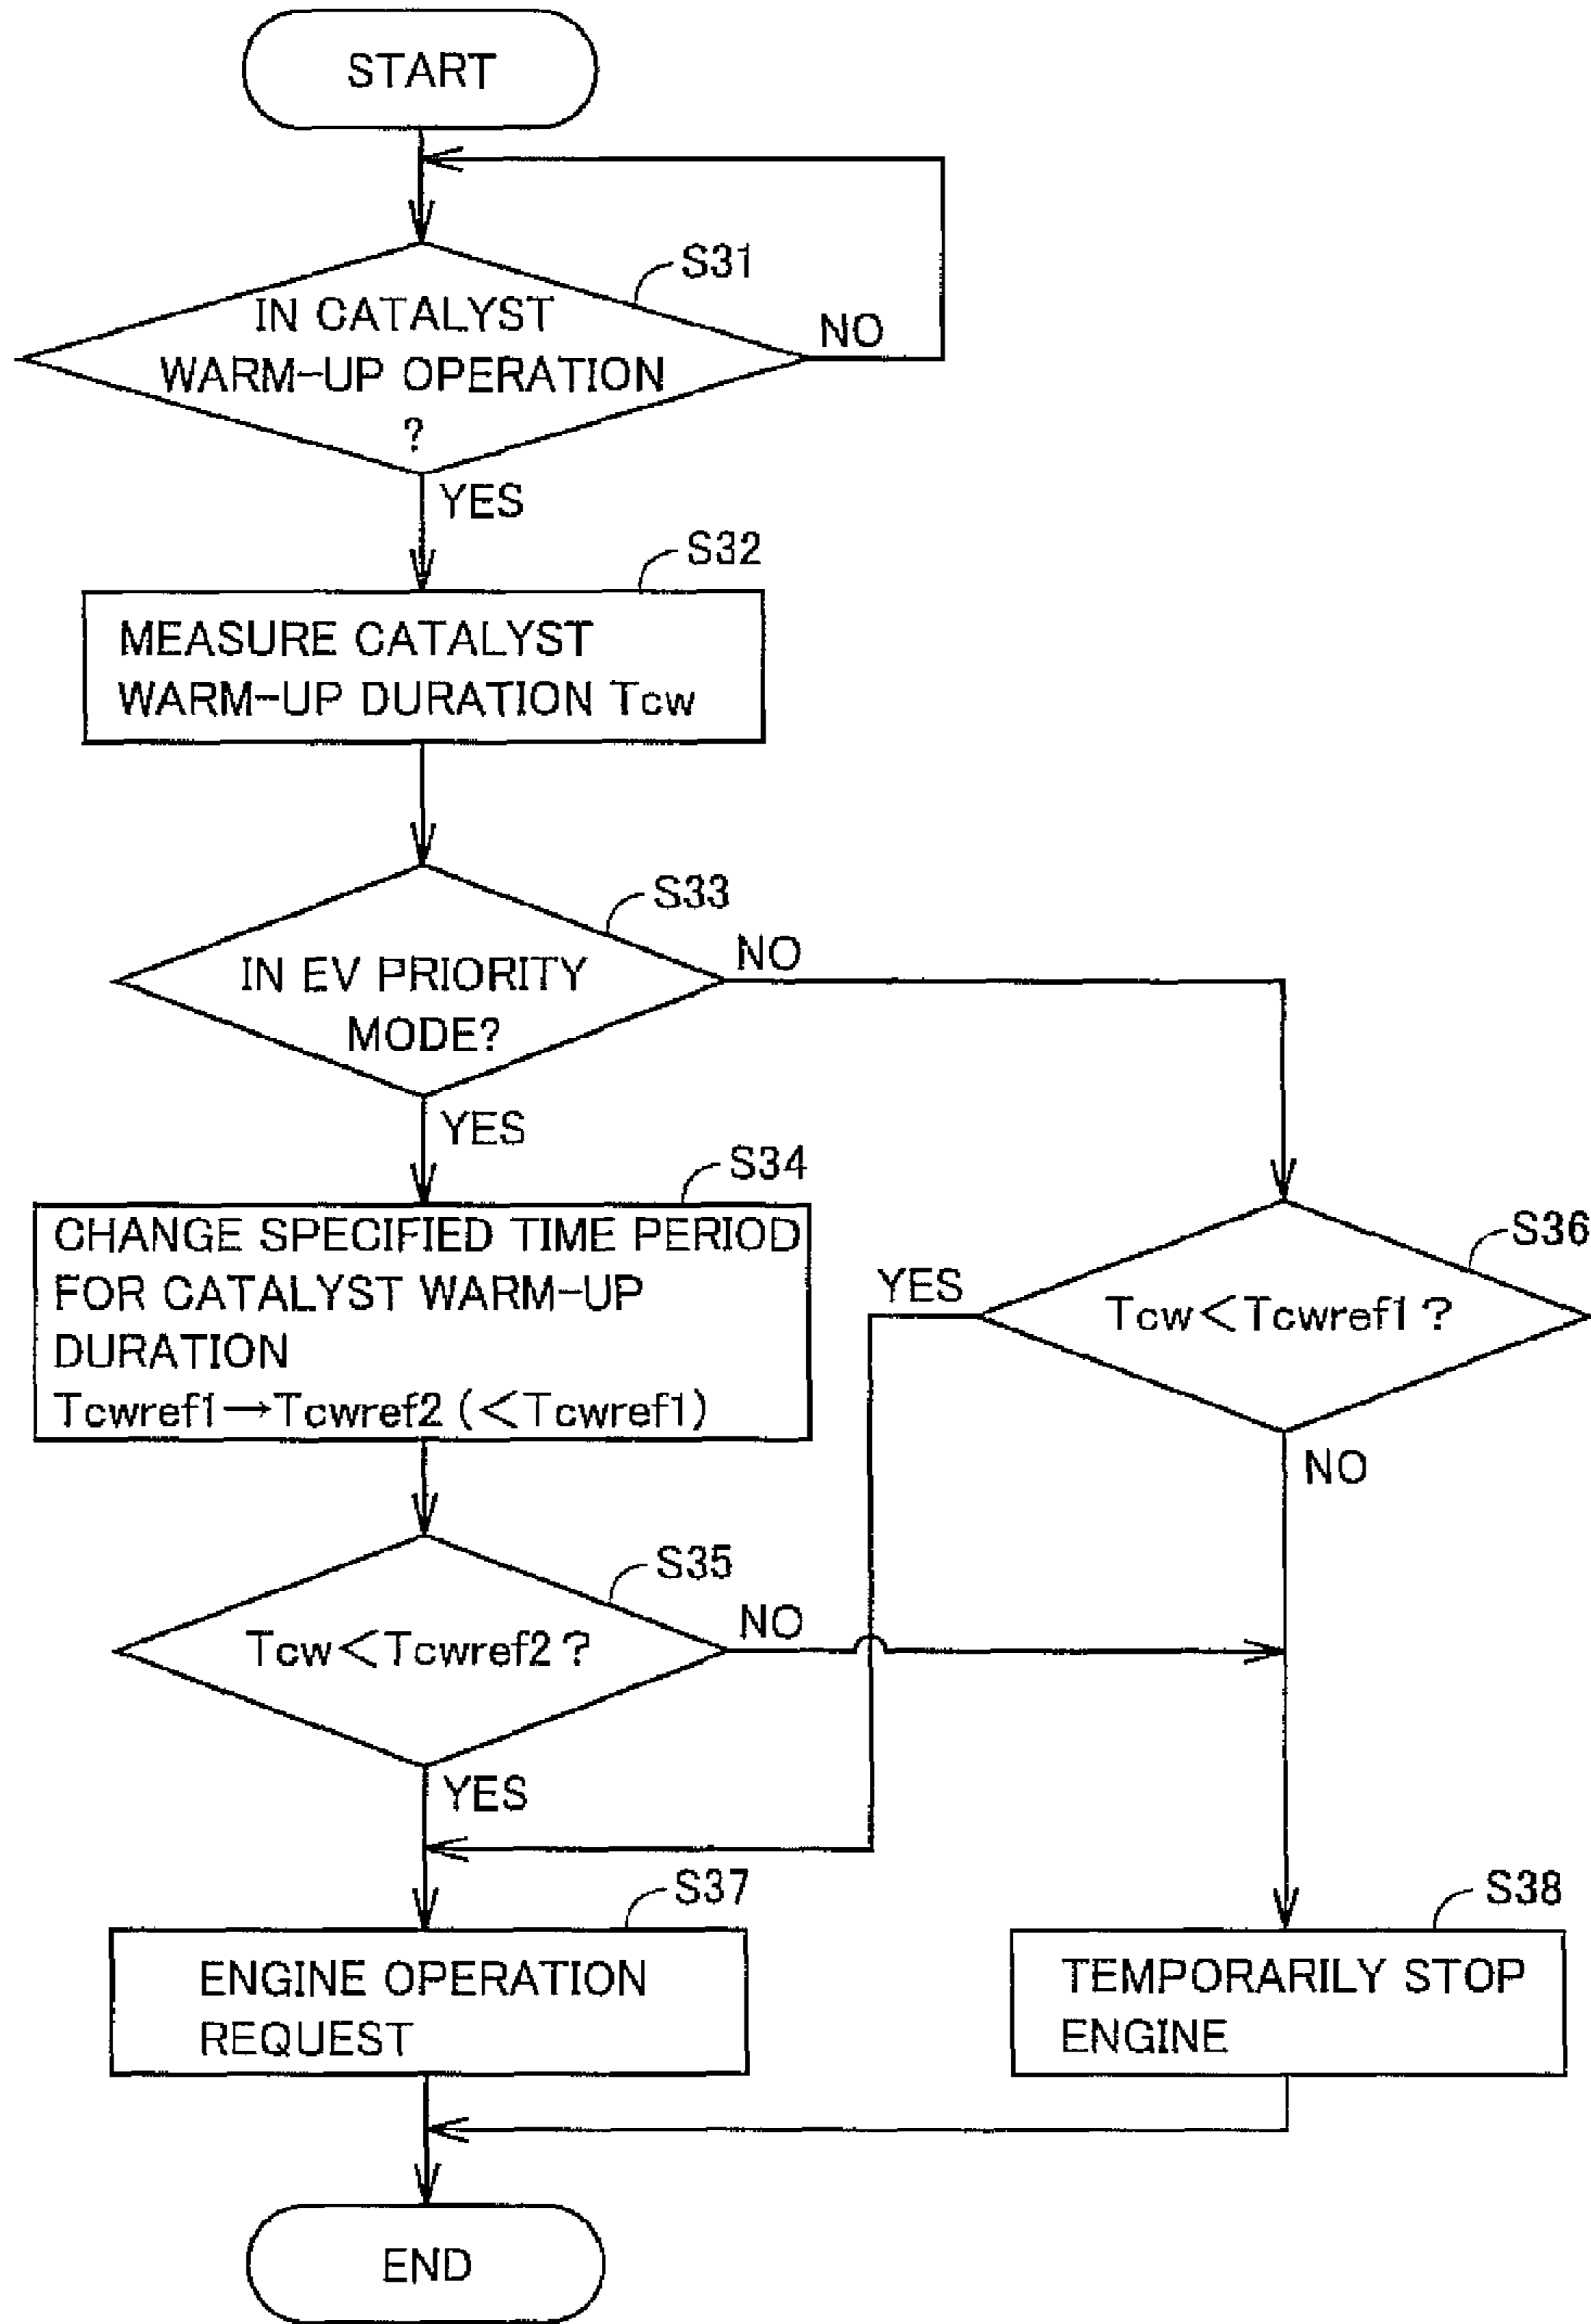 START
S31
IN CATALYST
WARM-UP OPERATION
?
NO
YES
S32
MEASURE CATALYST
WARM-UP DURATION Tcw
S33
IN EV PRIORITY
MODE?
NO
YES
S34
CHANGE SPECIFIED TIME PERIOD
FOR CATALYST WARM-UP
DURATION
Tcwref1→Tcwref2 (<Tcwref1)
S36
YES
Tcw<Tcwref1?
NO
S35
Tcw<Tcwref2?
NO
YES
S37
ENGINE OPERATION
REQUEST
S38
TEMPORARILY STOP
ENGINE
END